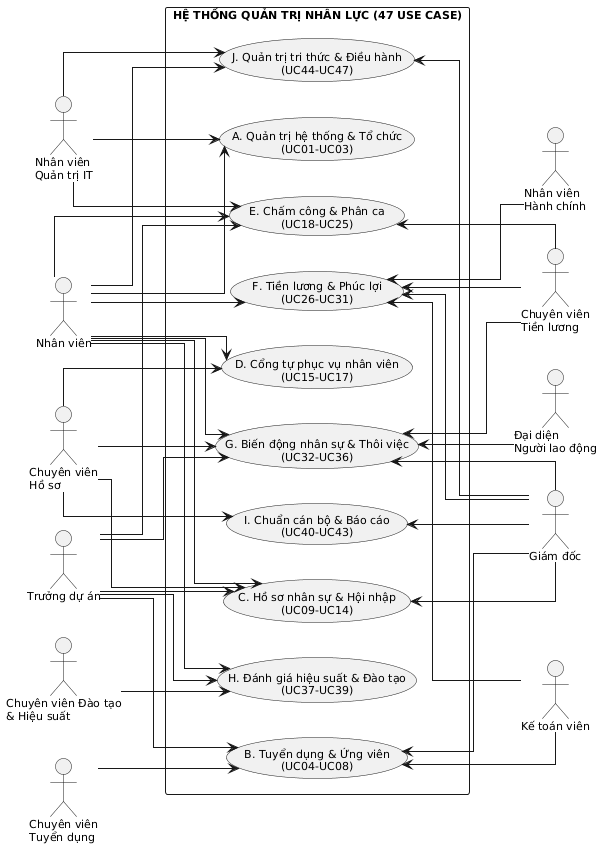 HỆ THỐNG QUẢN TRỊ NHÂN LỰC (47 USE CASE)
J. Quản trị tri thức & Điều hành
(UC44-UC47)
A. Quản trị hệ thống & Tổ chức
(UC01-UC03)
E. Chấm công & Phân ca
(UC18-UC25)
F. Tiền lương & Phúc lợi
(UC26-UC31)
D. Cổng tự phục vụ nhân viên
(UC15-UC17)
G. Biến động nhân sự & Thôi việc
(UC32-UC36)
I. Chuẩn cán bộ & Báo cáo
(UC40-UC43)
C. Hồ sơ nhân sự & Hội nhập
(UC09-UC14)
H. Đánh giá hiệu suất & Đào tạo
(UC37-UC39)
B. Tuyển dụng & Ứng viên
(UC04-UC08)
Nhân viên
Quản trị IT
Nhân viên
Chuyên viên
Hồ sơ
Trưởng dự án
Chuyên viên Đào tạo
& Hiệu suất
Chuyên viên
Tuyển dụng
Nhân viên
Hành chính
Chuyên viên
Tiền lương
Đại diện
Người lao động
Giám đốc
Kế toán viên